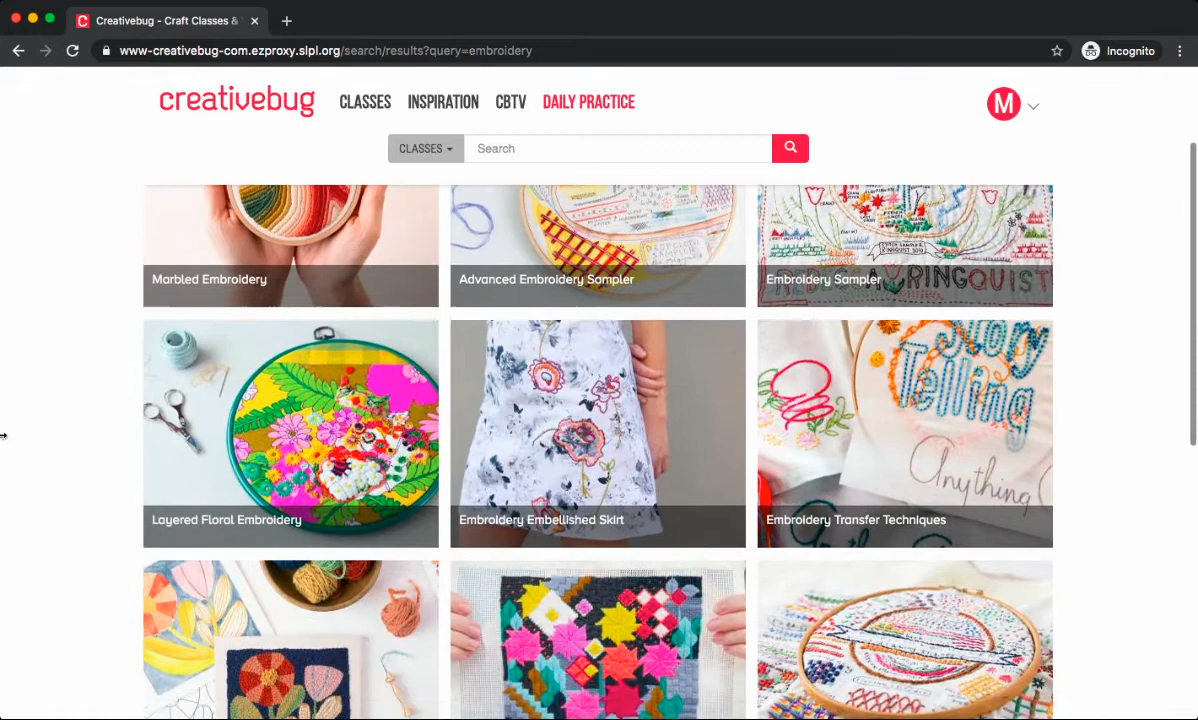 Creativebug - Craft Classes &
www-creativebug-com.ezproxy.slpl.org/search/results?query=embroidery
Incognito
creativebug
CLASSES INSPIRATION CBTV DAILY PRACTICE
M
CLASSES
Search
Marbled Embroidery
Advanced Embroidery Sampler
Embroidery Sampler
REBECCA RINGQUIST
Layered Floral Embroidery
Embroidery Embellished Skirt
Story
Telling
Anything
Embroidery Transfer Techniques